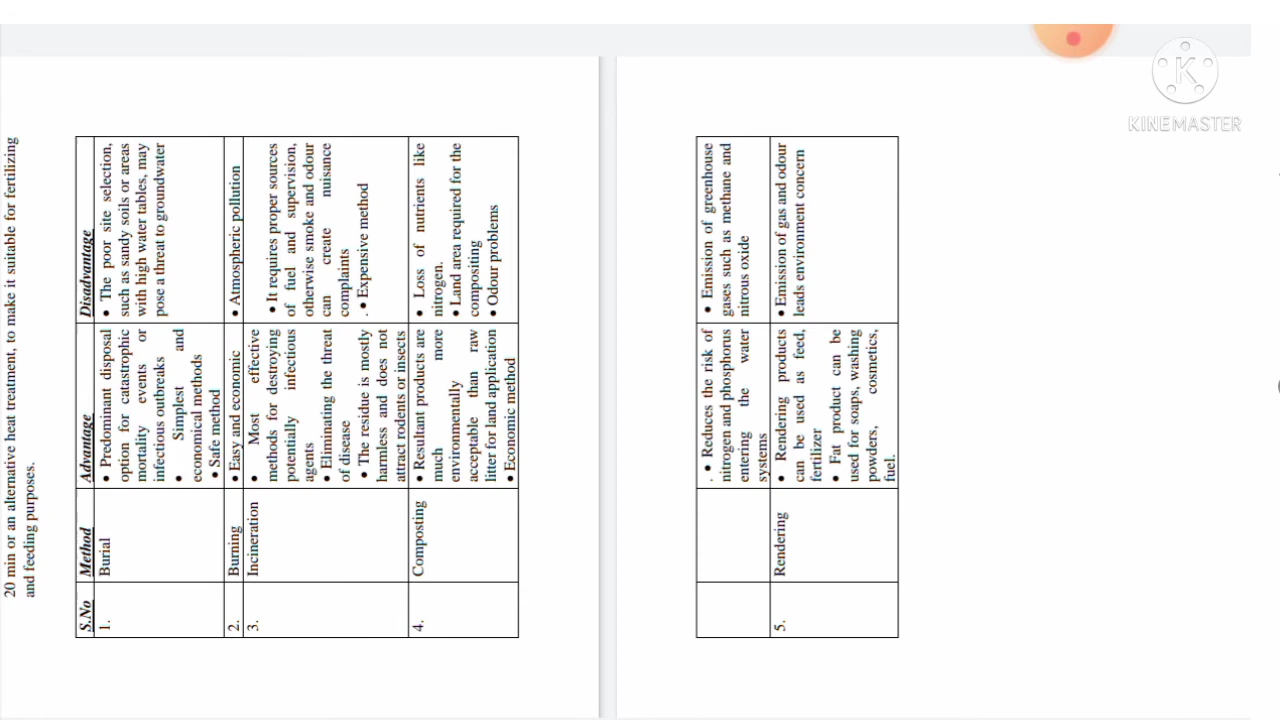 20 min or an alternative heat treatment, to make it suitable for fertilizing
and feeding purposes.
S.No Method Advantage Disadvantage
1. Burial
• Predominant disposal
option for catastrophic
mortality events or
infectious outbreaks
• Simplest and
economical methods
• Safe method
• The poor site selection,
such as sandy soils or areas
with high water tables, may
pose a threat to groundwater
2. Burning • Easy and economic • Atmospheric pollution
3. Incineration
• Most effective
methods for destroying
potentially infectious
agents
• Eliminating the threat
of disease
• The residue is mostly
harmless and does not
attract rodents or insects
• It requires proper sources
of fuel and supervision,
otherwise smoke and odour
can create nuisance
complaints
. • Expensive method
4. Composting
• Resultant products are
much more
environmentally
acceptable than raw
litter for land application
• Economic method
• Loss of nutrients like
nitrogen.
• Land area required for the
compositing
• Odour problems
. • Reduces the risk of
nitrogen and phosphorus
entering the water
systems
• Emission of greenhouse
gases such as methane and
nitrous oxide
5. Rendering
• Rendering products
can be used as feed,
fertilizer
• Fat product can be
used for soaps, washing
powders, cosmetics,
fuel.
• Emission of gas and odour
leads environment concern
K
KINEMASTER